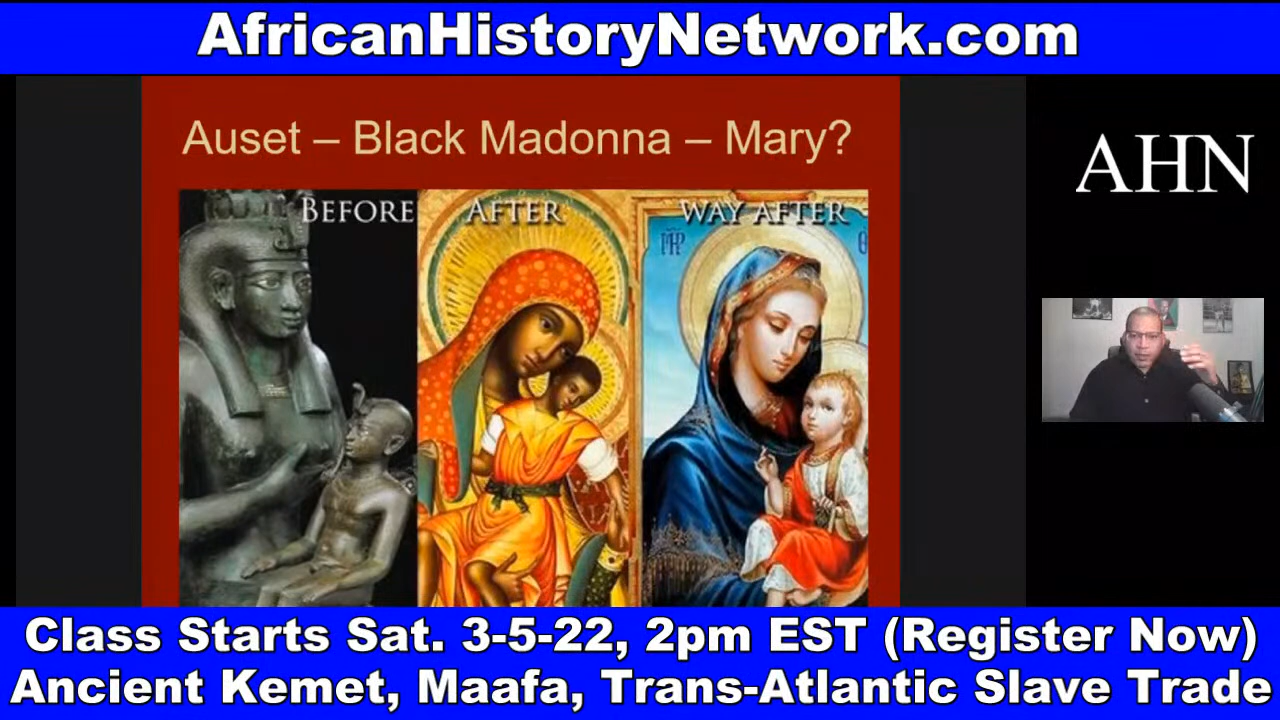 AfricanHistoryNetwork.com
Auset – Black Madonna – Mary?
AHN
BEFORE
AFTER
WAY AFTER
Class Starts Sat. 3-5-22, 2pm EST (Register Now)
Ancient Kemet, Maafa, Trans-Atlantic Slave Trade